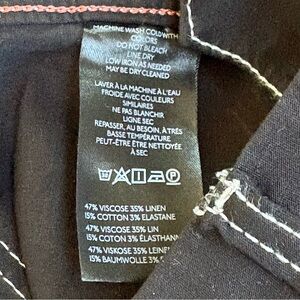 MACHINE WASH COLD WITH
COLORS
DO NOT BLEACH
LINE DRY
LOW IRON AS NEEDED
MAY BE DRY CLEANED
LAVER À LA MACHINE À L'EAU
FROIDE AVEC COULEURS
SIMILAIRES
NE PAS BLANCHIR
LIGNE SEC
REPASSER, AU BESOIN, À TRÈS
BASSE TEMPÉRATURE
PEUT-ÊTRE ÊTRE NETTOYÉE
À SEC
47% VISCOSE 35% LINEN
15% COTTON 3% ELASTANE
47% VISCOSE 35% LIN
15% COTON 3% ÉLASTHANN
47% VISKOSE 35% LEINE
15% BAUMWOLLE 3%